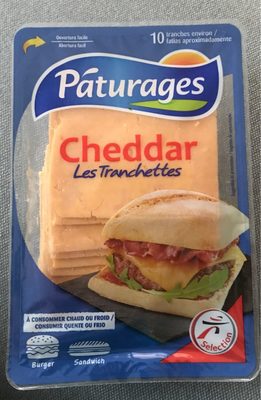 Ouverture facile
Abertura fácil
10 tranches environ /
fatias aproximadamente
Pâturages
Cheddar
Les Tranchettes
À CONSOMMER CHAUD OU FROID /
CONSUMIR QUENTE OU FRIO
Burger
Sandwich
Sélection